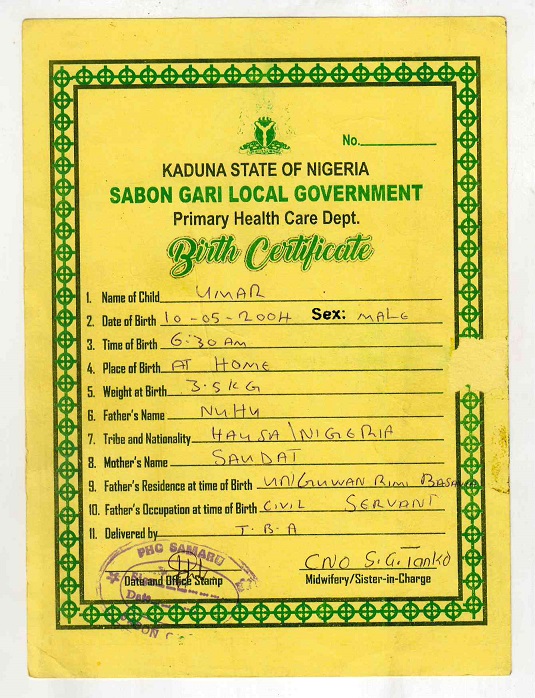 No.
KADUNA STATE OF NIGERIA
SABON GARI LOCAL GOVERNMENT
Primary Health Care Dept.
Birth Certificate
1. Name of Child UMAR
2. Date of Birth 10-05-2004 Sex: MALE
3. Time of Birth 6:30 AM
4. Place of Birth AT HOME
5. Weight at Birth 3.5KG
6. Father's Name NUHU
7. Tribe and Nationality HAUSA/NIGERIA
8. Mother's Name SAUDAT
9. Father's Residence at time of Birth UNGUWAN RIMI
10. Father's Occupation at time of Birth CIVIL SERVANT
11. Delivered by T.B.A
PHC SAMARU
CNO S.G. Tanko
Date and Office Stamp Midwifery/Sister-in-Charge
Date